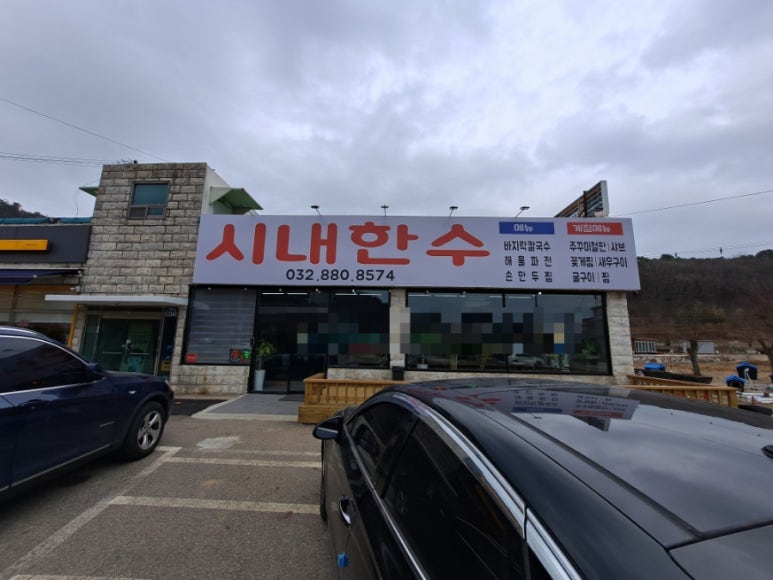 시내한수
032.880.8574
메뉴
바지락칼국수
해물파전
손만두찜
계절메뉴
주꾸미철판 | 샤브
꽃게찜 | 새우구이
굴구이 | 찜